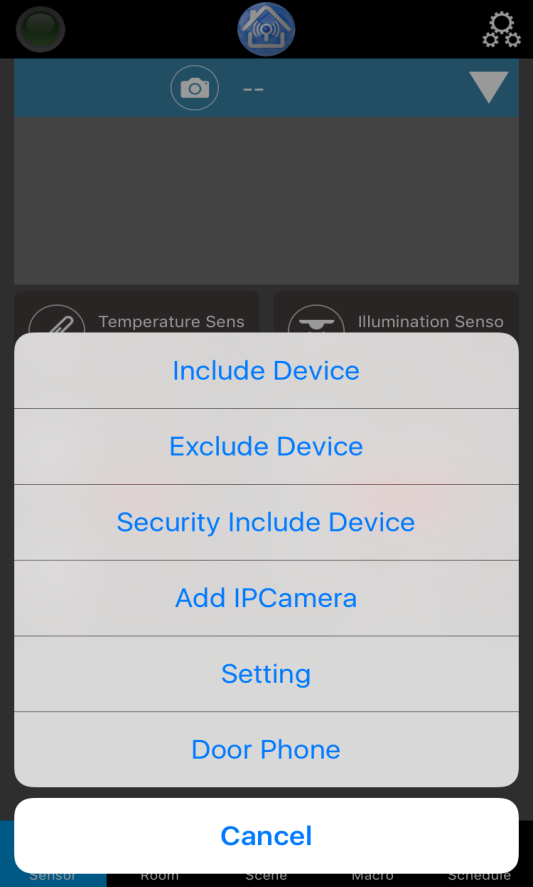 --
Temperature Sens
Illumination Senso
Include Device
Exclude Device
Security Include Device
Add IPCamera
Setting
Door Phone
Cancel
Sensor
Room
Scene
Macro
Schedule